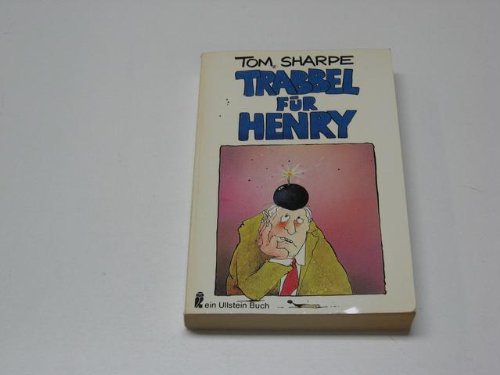 TOM SHARPE
TRABBEL
FÜR
HENRY
ein Ullstein Buch